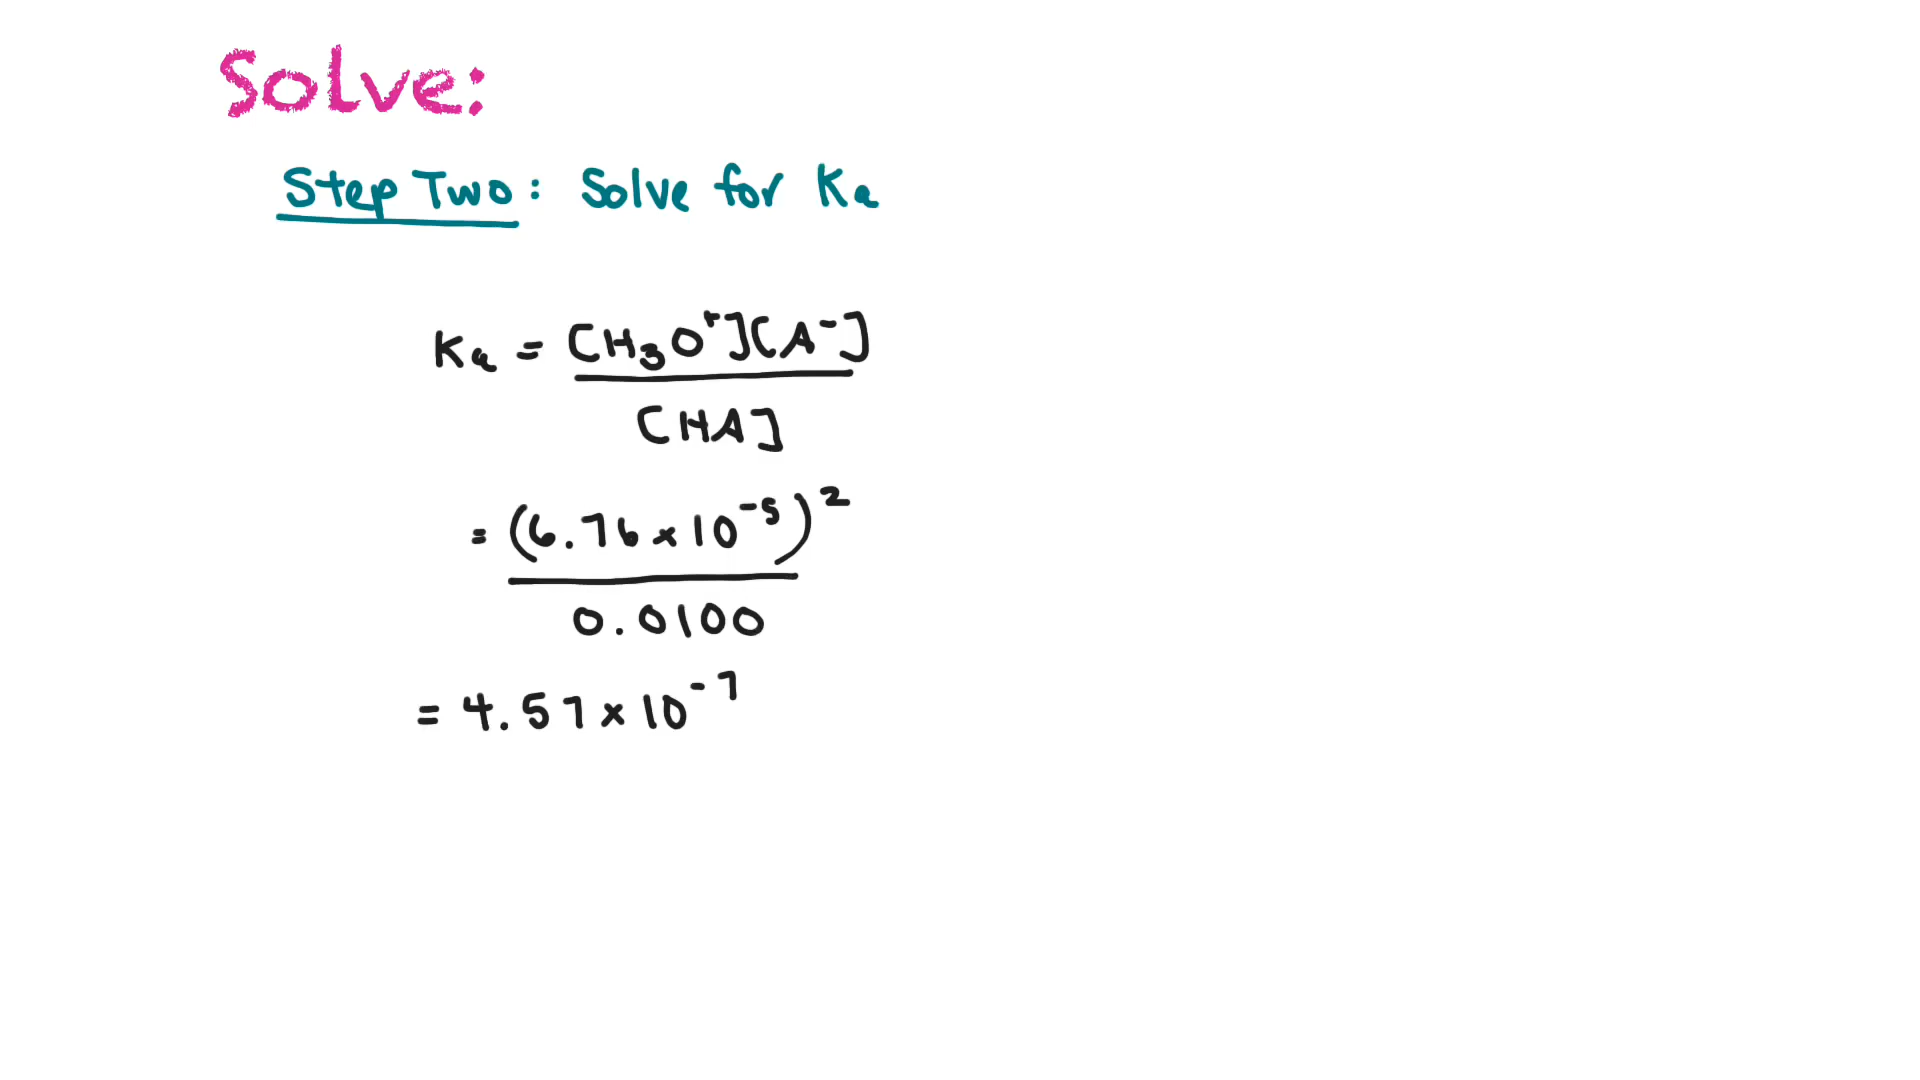 Solve:
Step Two: Solve for Ka
Ka = [H₃O⁺][A⁻]
[HA]
= (6.76 x 10⁻⁵)²
0.0100
= 4.57 x 10⁻⁷